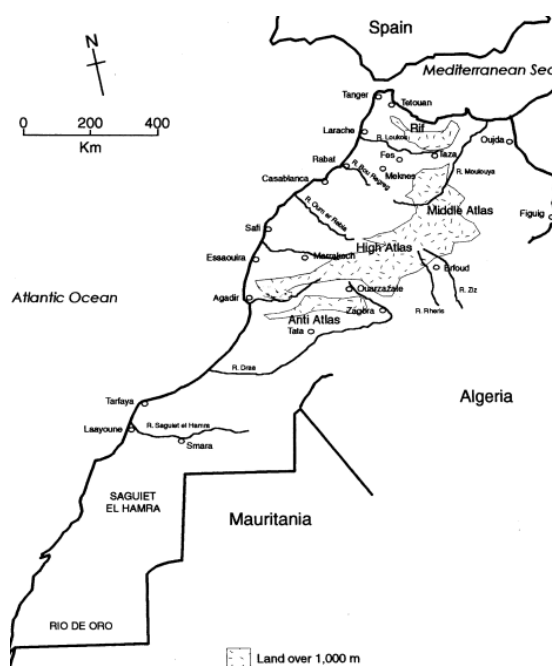 Spain
N
Mediterranean Sea
Tanger
Tetouan
0 200 400
Km
Larache
Rif
R. Loukos
Oujda
Fes
Taza
Rabat
R. Bou Regreg
Meknes
R. Moulouya
Casablanca
R. Oum er Rabia
Middle Atlas
Figuig
Safi
High Atlas
Essaouira
Marrakech
Erfoud
Atlantic Ocean
Agadir
Ouarzazate
R. Ziz
R. Rheris
Anti Atlas
Zagora
Tata
R. Draa
Algeria
Tarfaya
Laayoune
R. Saguiet el Hamra
Smara
SAGUIET
EL HAMRA
Mauritania
RIO DE ORO
Land over 1,000 m